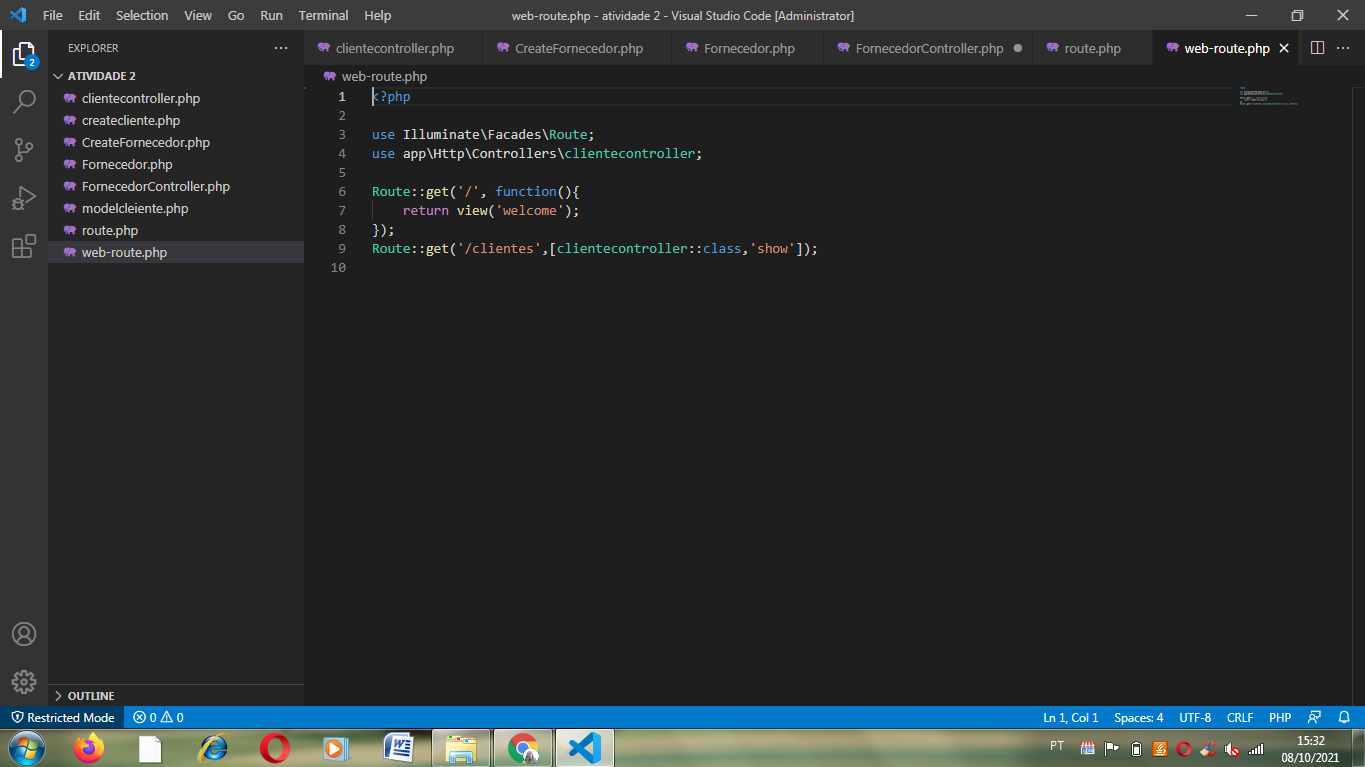 File Edit Selection View Go Run Terminal Help
web-route.php - atividade 2 - Visual Studio Code [Administrator]
EXPLORER
clientecontroller.php
CreateFornecedor.php
Fornecedor.php
FornecedorController.php
route.php
web-route.php
2
ATIVIDADE 2
clientecontroller.php
createcliente.php
CreateFornecedor.php
Fornecedor.php
FornecedorController.php
modelcleiente.php
route.php
web-route.php
OUTLINE
web-route.php
1 <?php
2
3 use Illuminate\Facades\Route;
4 use app\Http\Controllers\clientecontroller;
5
6 Route::get('/', function(){
7 return view('welcome');
8 });
9 Route::get('/clientes',[clientecontroller::class,'show']);
10
Restricted Mode 0 0
Ln 1, Col 1 Spaces: 4 UTF-8 CRLF PHP
PT
15:32
08/10/2021